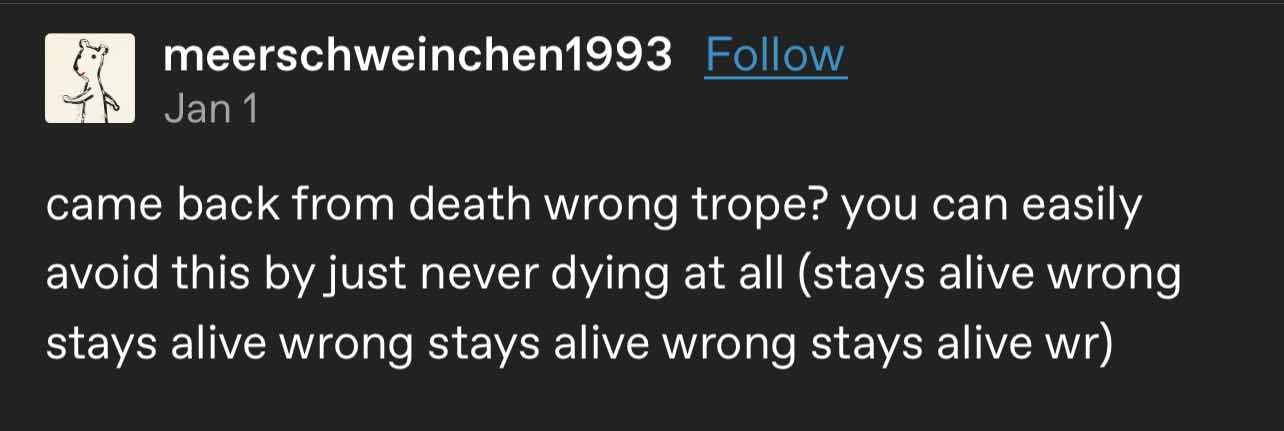 meerschweinchen1993 Follow
Jan 1
came back from death wrong trope? you can easily
avoid this by just never dying at all (stays alive wrong
stays alive wrong stays alive wrong stays alive wr)